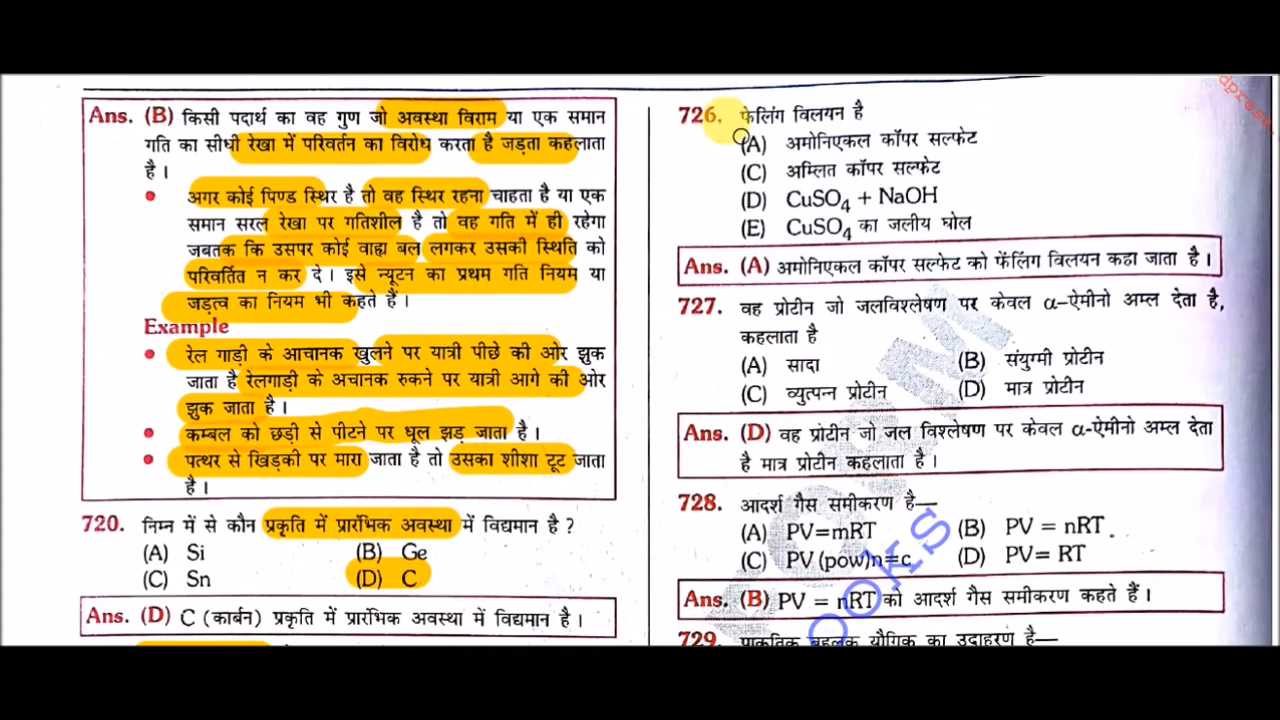 Ans. (B) किसी पदार्थ का वह गुण जो अवस्था विराम या एक समान
गति का सीधी रेखा में परिवर्तन का विरोध करता है जड़ता कहलाता
है।
• अगर कोई पिण्ड स्थिर है तो वह स्थिर रहना चाहता है या एक
समान सरल रेखा पर गतिशील है तो वह गति में ही रहेगा
जबतक कि उसपर कोई वाह्य बल लगकर उसकी स्थिति को
परिवर्तित न कर दे। इसे न्यूटन का प्रथम गति नियम या
जड़त्व का नियम भी कहते हैं।
Example
• रेल गाड़ी के आचानक खुलने पर यात्री पीछे की ओर झुक
जाता है रेलगाड़ी के अचानक रुकने पर यात्री आगे की ओर
झुक जाता है।
• कम्बल को छड़ी से पीटने पर धूल झड़ जाता है।
• पत्थर से खिड़की पर मारा जाता है तो उसका शीशा टूट जाता
है।
720. निम्न में से कौन प्रकृति में प्रारंभिक अवस्था में विद्यमान है ?
(A) Si (B) Ge
(C) Sn (D) C
Ans. (D) C (कार्बन) प्रकृति में प्रारंभिक अवस्था में विद्यमान है।
726. फेलिंग विलयन है
(A) अमोनिएकल कॉपर सल्फेट
(C) अम्लित कॉपर सल्फेट
(D) CuSO₄ + NaOH
(E) CuSO₄ का जलीय घोल
Ans. (A) अमोनिएकल कॉपर सल्फेट को फेंलिंग विलयन कहा जाता है।
727. वह प्रोटीन जो जलविश्लेषण पर केवल α-ऐमीनो अम्ल देता है,
कहलाता है
(A) सादा (B) संयुग्मी प्रोटीन
(C) व्युत्पन्न प्रोटीन (D) मात्र प्रोटीन
Ans. (D) वह प्रोटीन जो जल विश्लेषण पर केवल α-ऐमीनो अम्ल देता
है मात्र प्रोटीन कहलाता है।
728. आदर्श गैस समीकरण है—
(A) PV=mRT (B) PV = nRT.
(C) PV (pow)n=c (D) PV= RT
Ans. (B) PV = nRT को आदर्श गैस समीकरण कहते हैं।
729. प्राकृतिक बहुलक यौगिक का उदाहरण है—